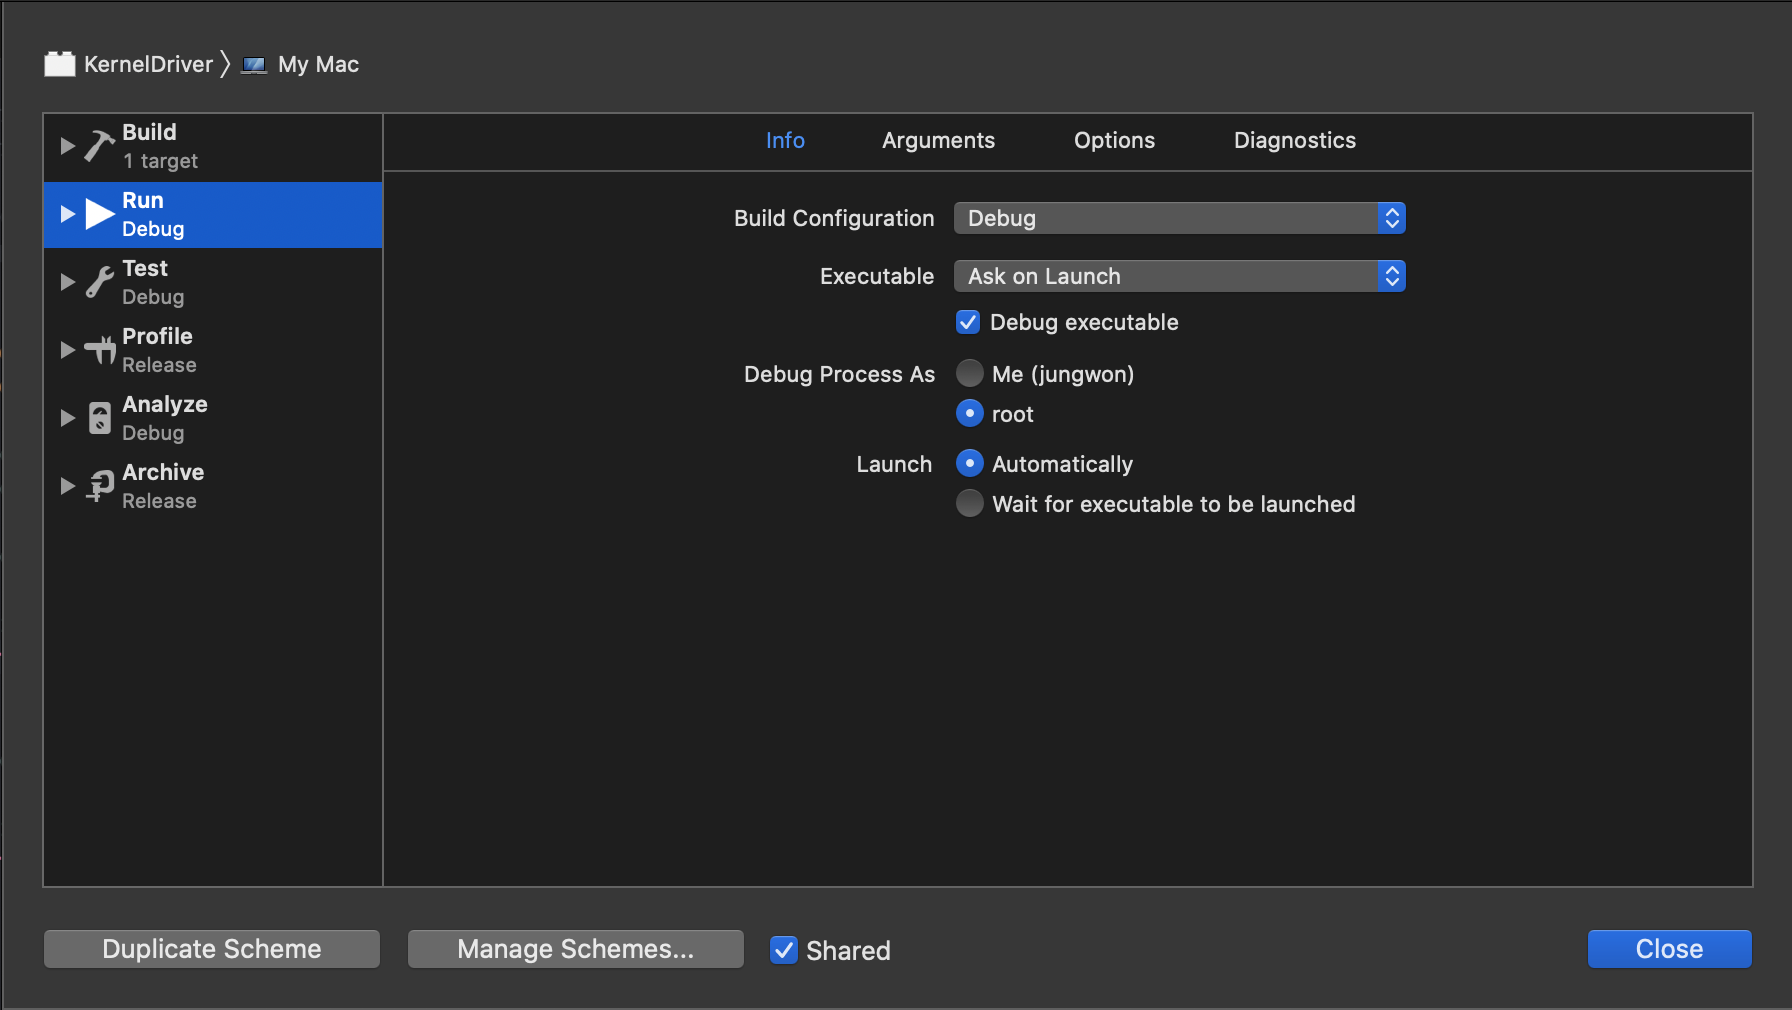 KernelDriver My Mac
Build
1 target
Run
Debug
Test
Debug
Profile
Release
Analyze
Debug
Archive
Release
Info Arguments Options Diagnostics
Build Configuration Debug
Executable Ask on Launch
Debug executable
Debug Process As Me (jungwon)
root
Launch Automatically
Wait for executable to be launched
Duplicate Scheme Manage Schemes... Shared Close